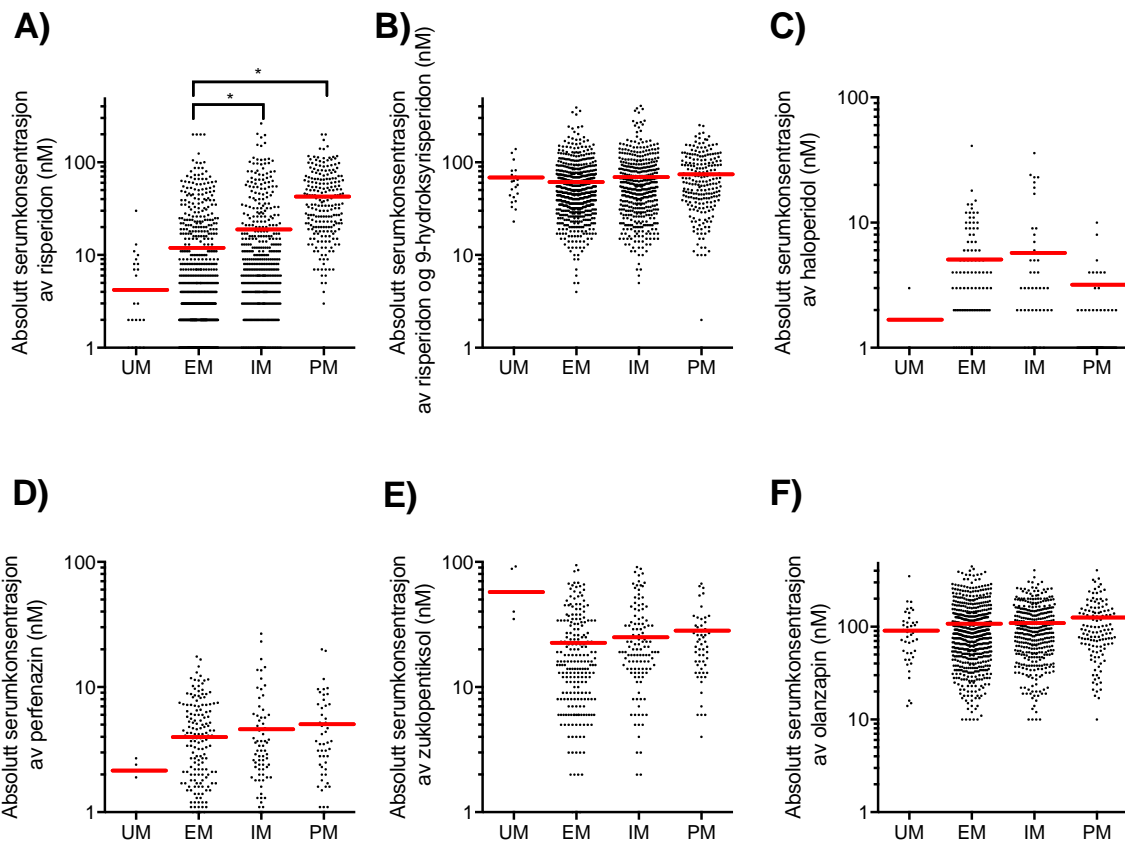 A)
Absolutt serumkonsentrasjon
av risperidon (nM)
*
*
100
10
1
UM EM IM PM
B)
Absolutt serumkonsentrasjon
av risperidon og 9-hydroksyrisperidon (nM)
100
10
1
UM EM IM PM
C)
Absolutt serumkonsentrasjon
av haloperidol (nM)
100
10
1
UM EM IM PM
D)
Absolutt serumkonsentrasjon
av perfenazin (nM)
100
10
1
UM EM IM PM
E)
Absolutt serumkonsentrasjon
av zuklopentiksol (nM)
100
10
1
UM EM IM PM
F)
Absolutt serumkonsentrasjon
av olanzapin (nM)
100
10
1
UM EM IM PM